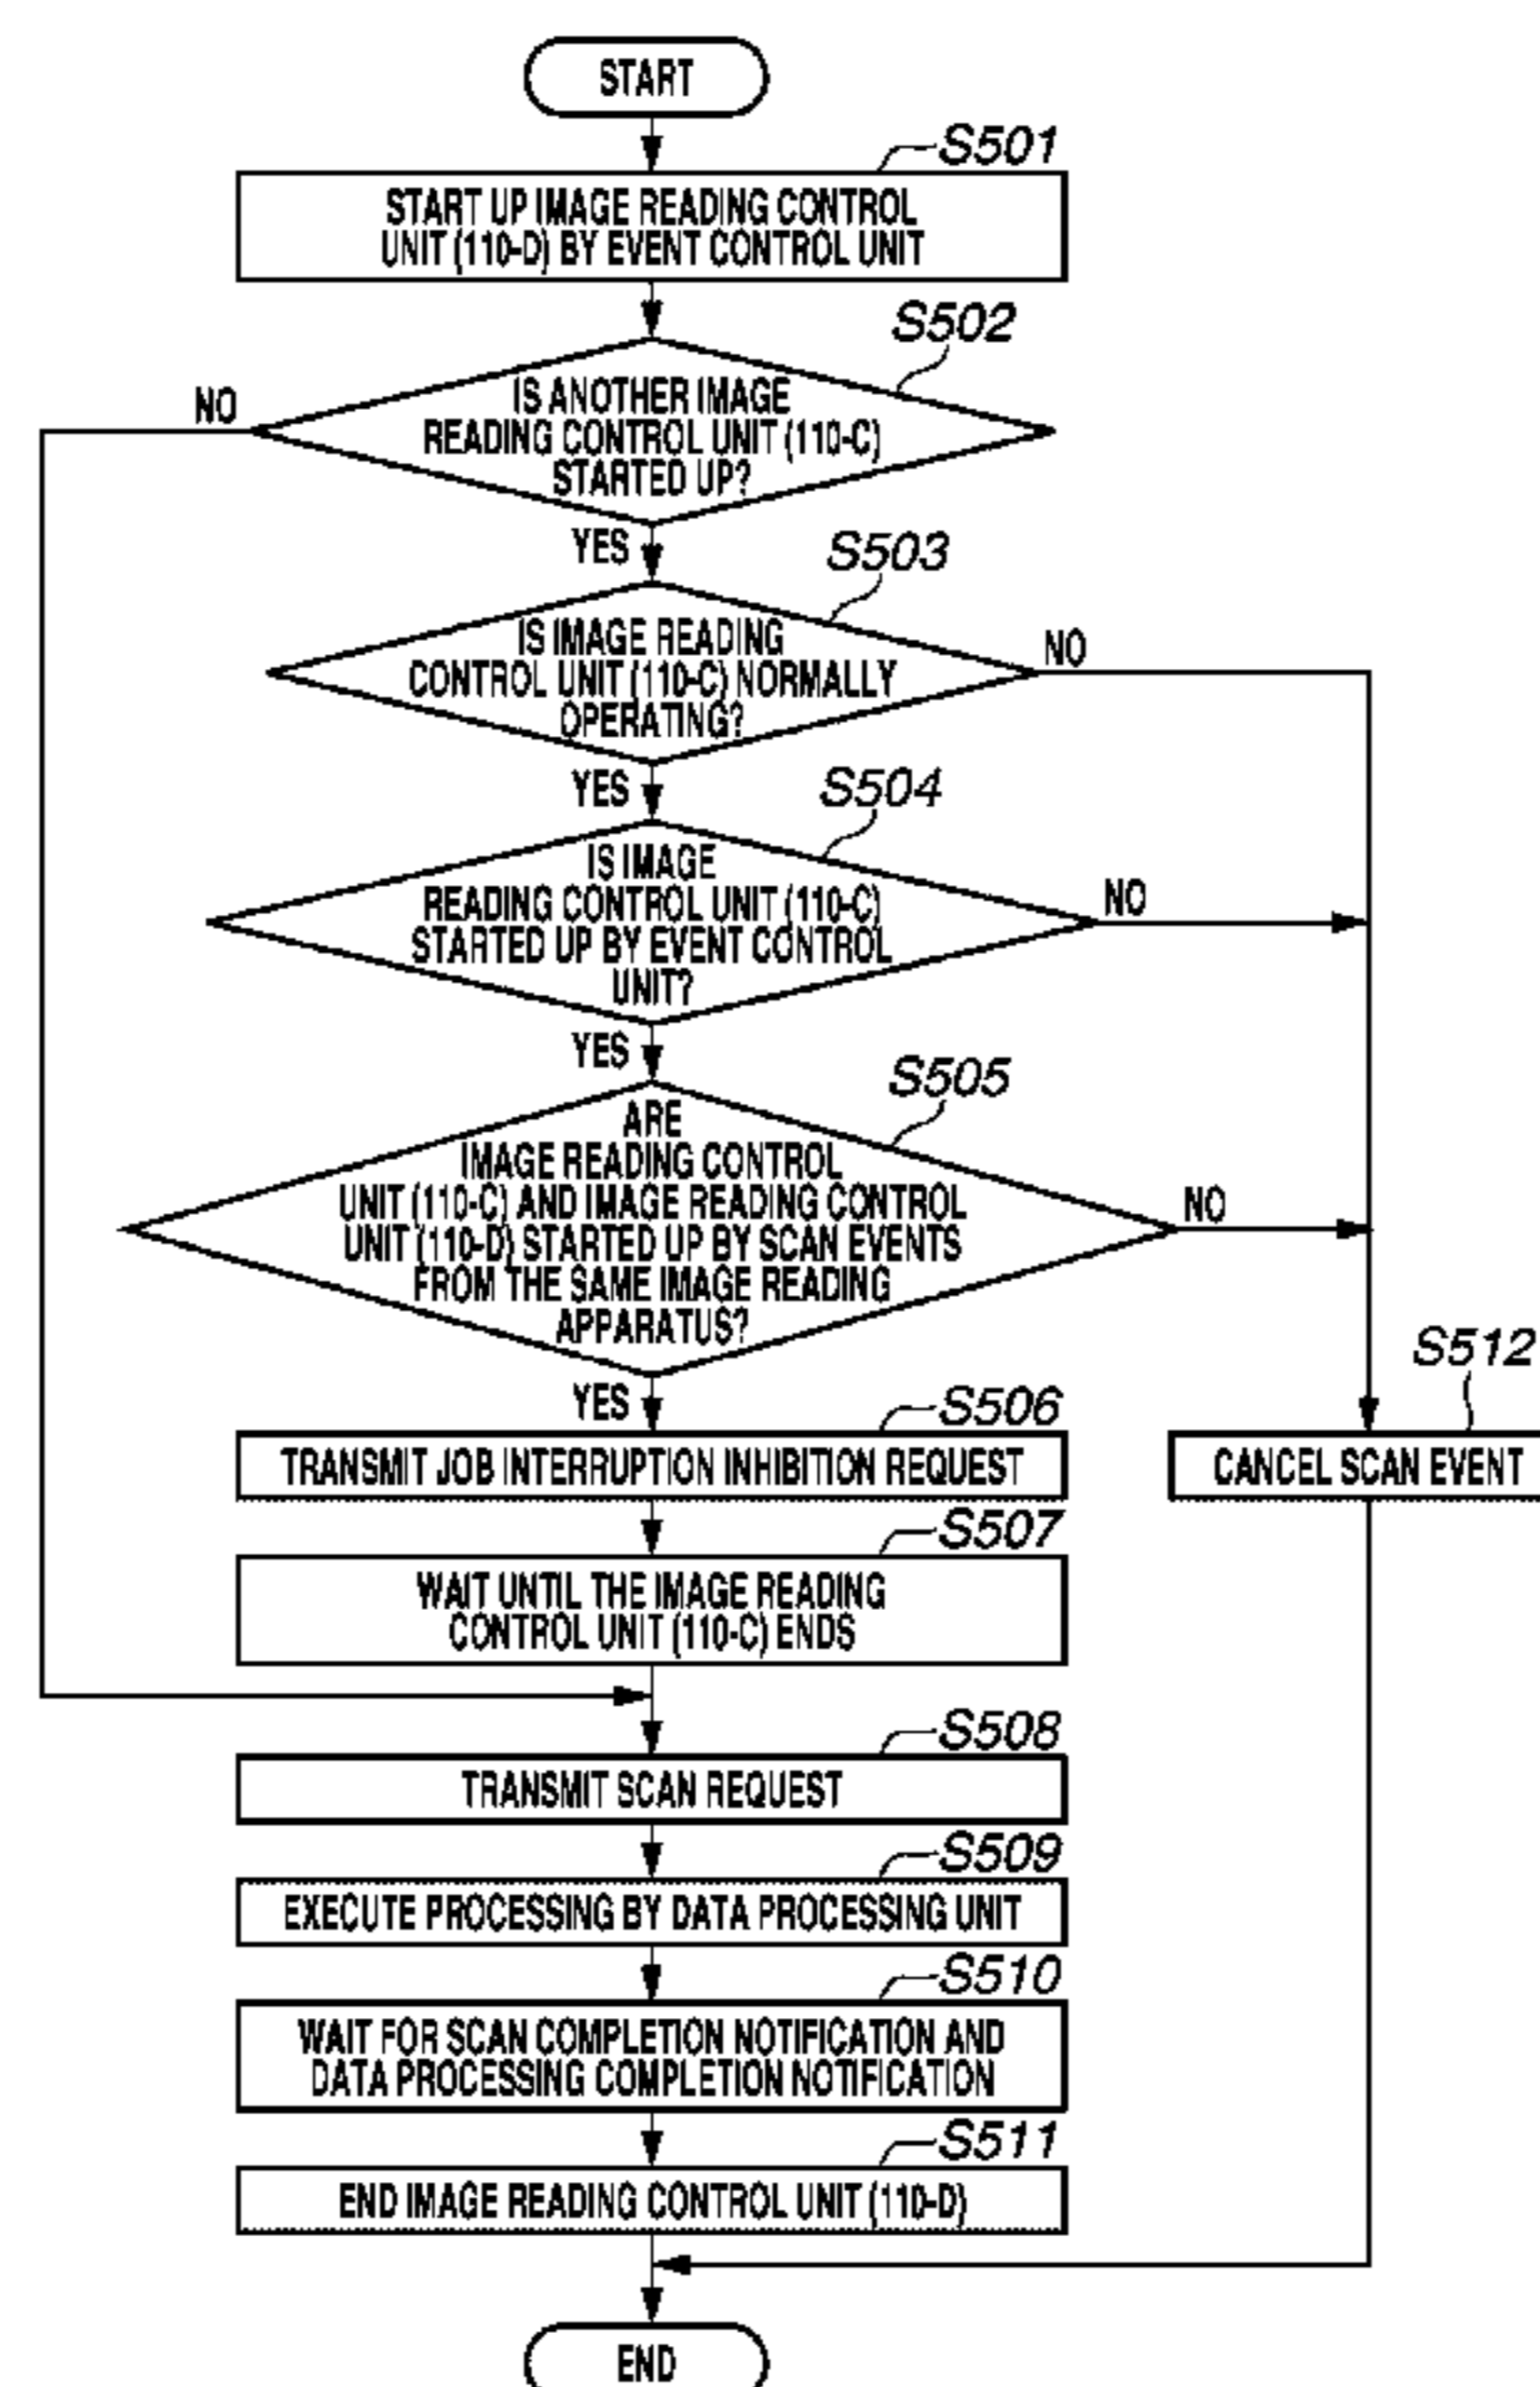 START
S501
START UP IMAGE READING CONTROL
UNIT (110-D) BY EVENT CONTROL UNIT
S502
NO
IS ANOTHER IMAGE
READING CONTROL UNIT (110-C)
STARTED UP?
YES
S503
IS IMAGE READING
CONTROL UNIT (110-C) NORMALLY
OPERATING?
NO
YES
S504
IS IMAGE
READING CONTROL UNIT (110-C)
STARTED UP BY EVENT CONTROL
UNIT?
NO
YES
S505
ARE
IMAGE READING CONTROL
UNIT (110-C) AND IMAGE READING CONTROL
UNIT (110-D) STARTED UP BY SCAN EVENTS
FROM THE SAME IMAGE READING
APPARATUS?
NO
YES
S506
TRANSMIT JOB INTERRUPTION INHIBITION REQUEST
S512
CANCEL SCAN EVENT
S507
WAIT UNTIL THE IMAGE READING
CONTROL UNIT (110-C) ENDS
S508
TRANSMIT SCAN REQUEST
S509
EXECUTE PROCESSING BY DATA PROCESSING UNIT
S510
WAIT FOR SCAN COMPLETION NOTIFICATION AND
DATA PROCESSING COMPLETION NOTIFICATION
S511
END IMAGE READING CONTROL UNIT (110-D)
END